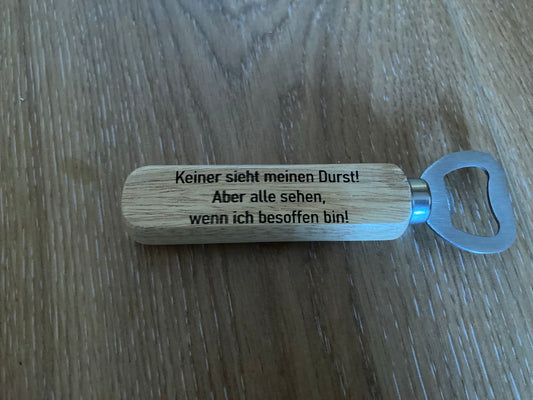 Keiner sieht meinen Durst!
Aber alle sehen,
wenn ich besoffen bin!